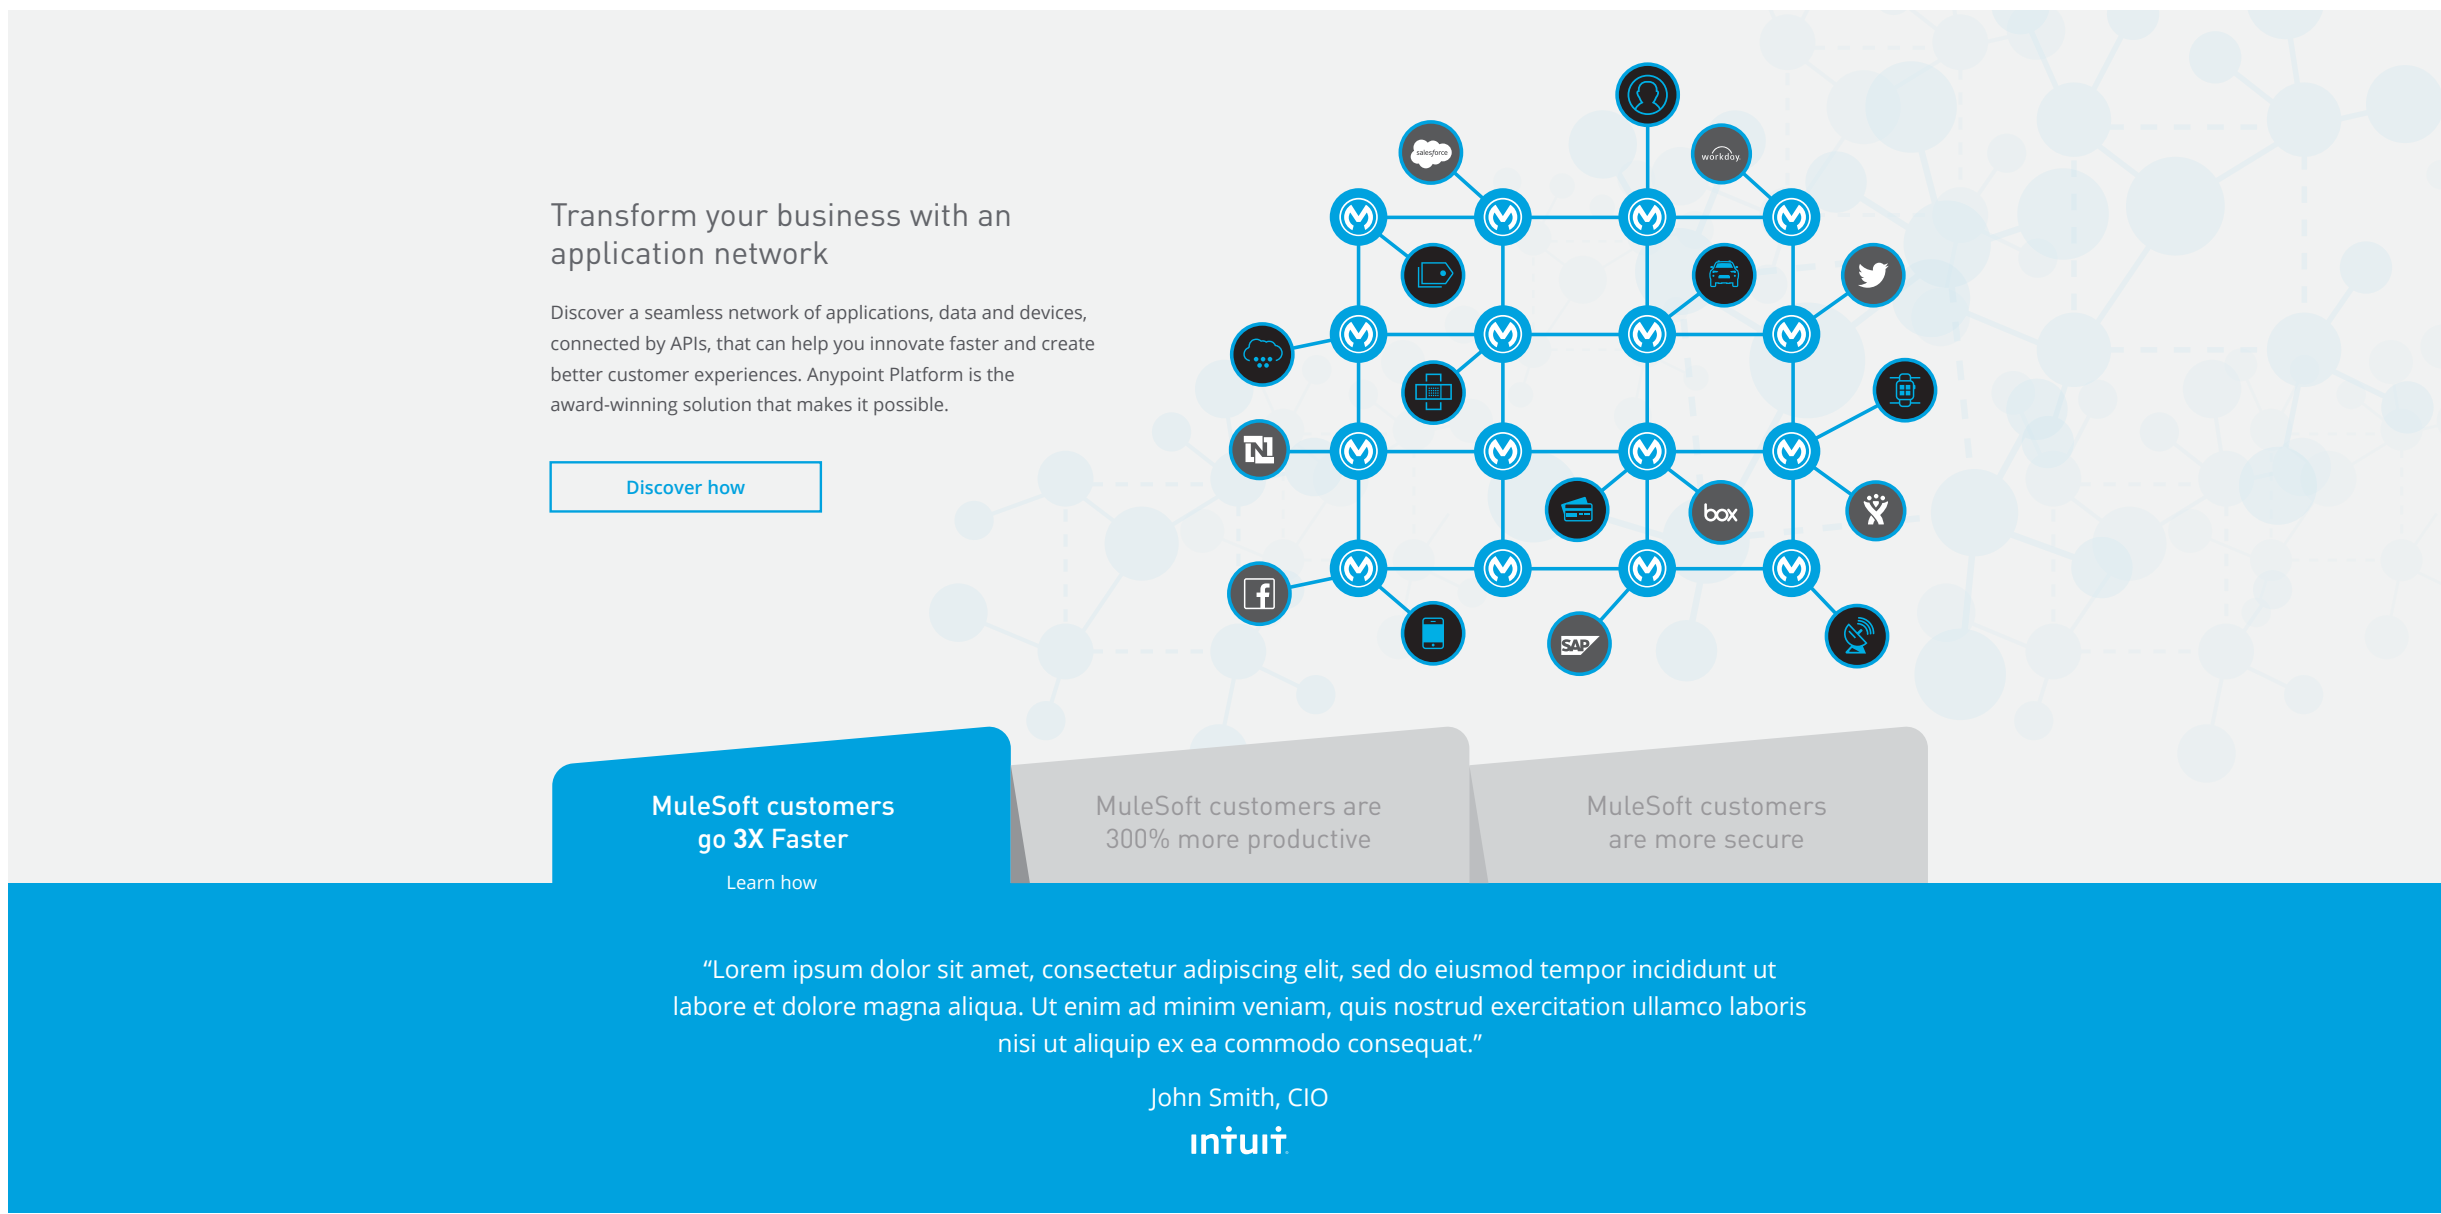 salesforce
workday.
Transform your business with an
application network
Discover a seamless network of applications, data and devices,
connected by APIs, that can help you innovate faster and create
better customer experiences. Anypoint Platform is the
award-winning solution that makes it possible.
Discover how
N
box
f
SAP
MuleSoft customers
go 3X Faster
Learn how
MuleSoft customers are
300% more productive
MuleSoft customers
are more secure
“Lorem ipsum dolor sit amet, consectetur adipiscing elit, sed do eiusmod tempor incididunt ut
labore et dolore magna aliqua. Ut enim ad minim veniam, quis nostrud exercitation ullamco laboris
nisi ut aliquip ex ea commodo consequat.”
John Smith, CIO
intuit